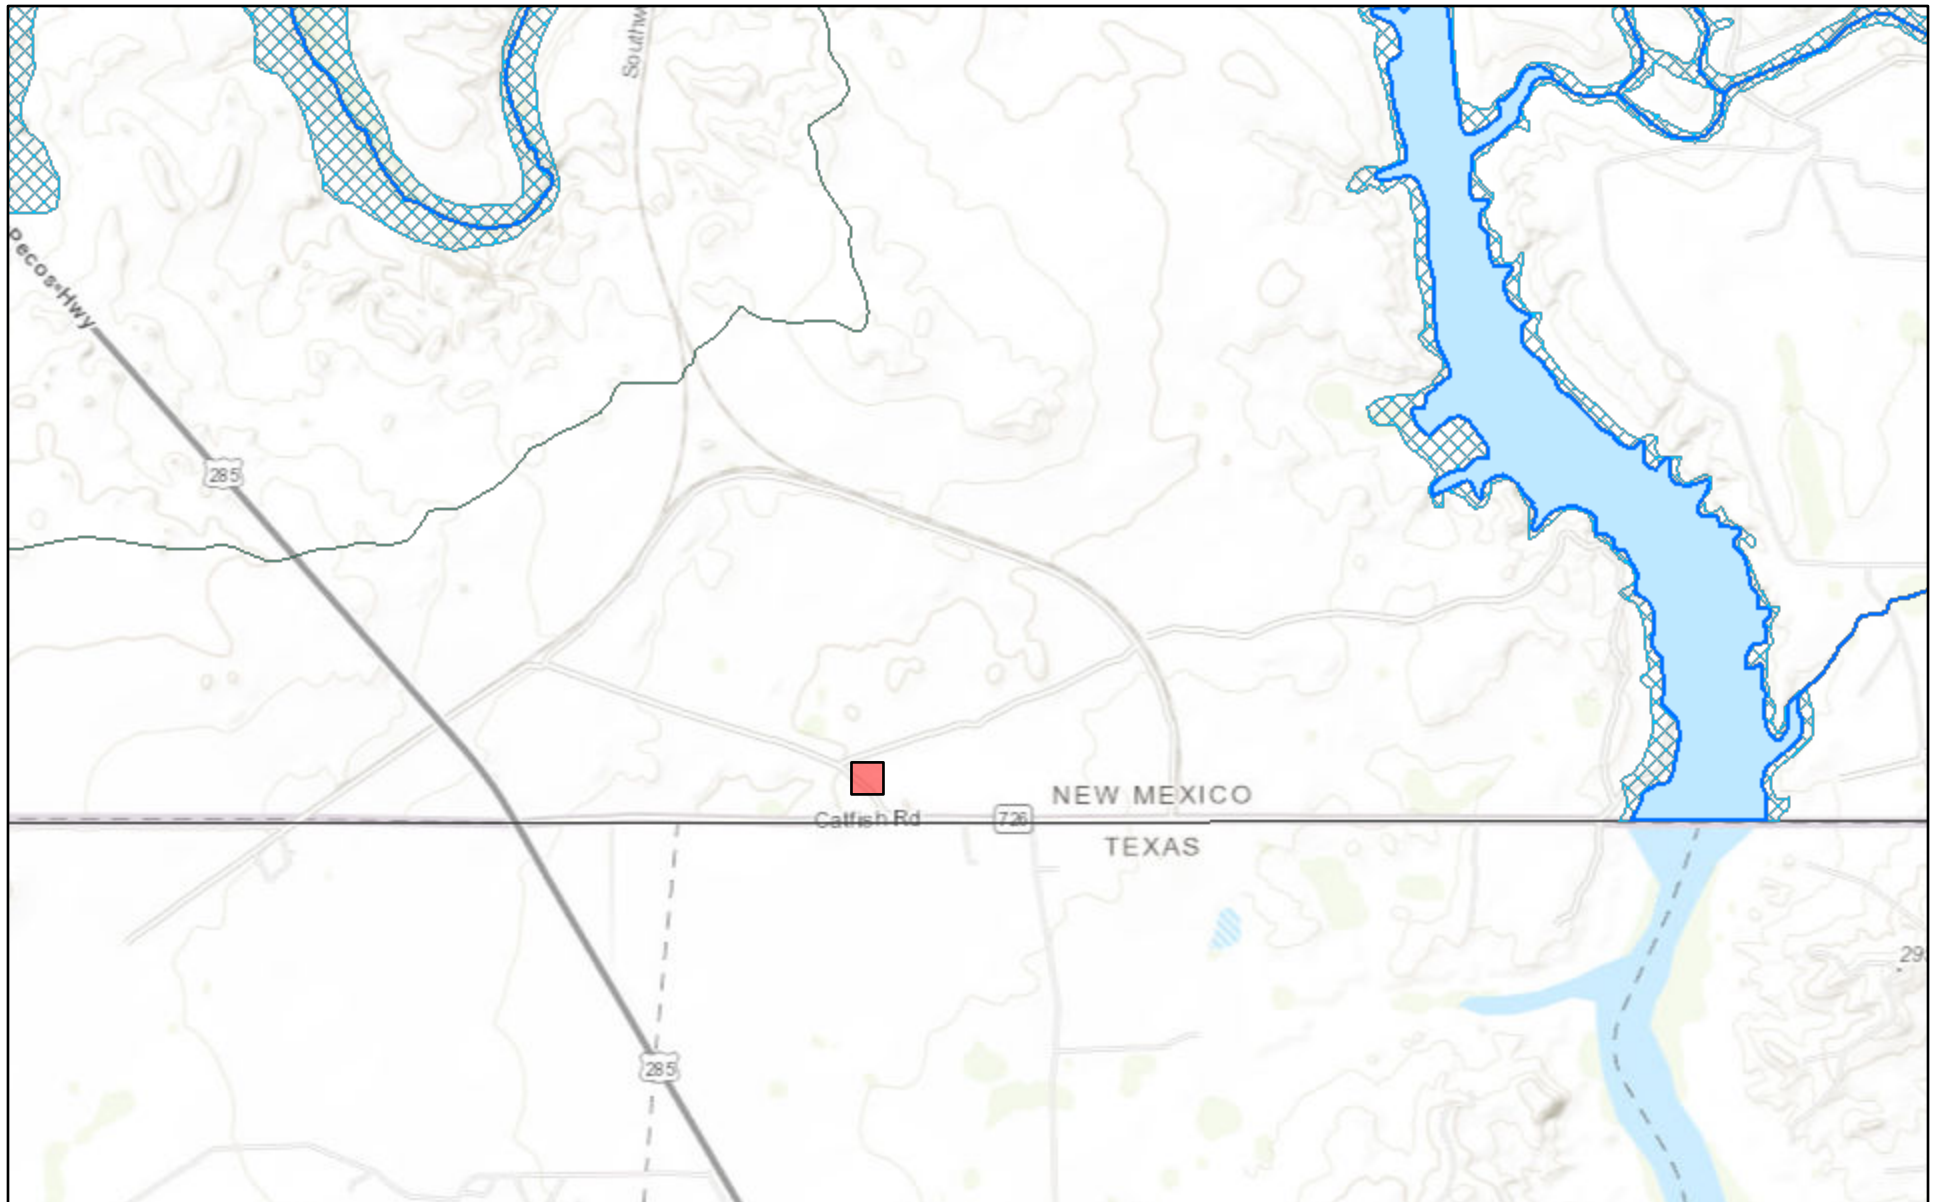 Southw
Pecos Hwy
285
NEW MEXICO
Catfish Rd
726
TEXAS
29
285